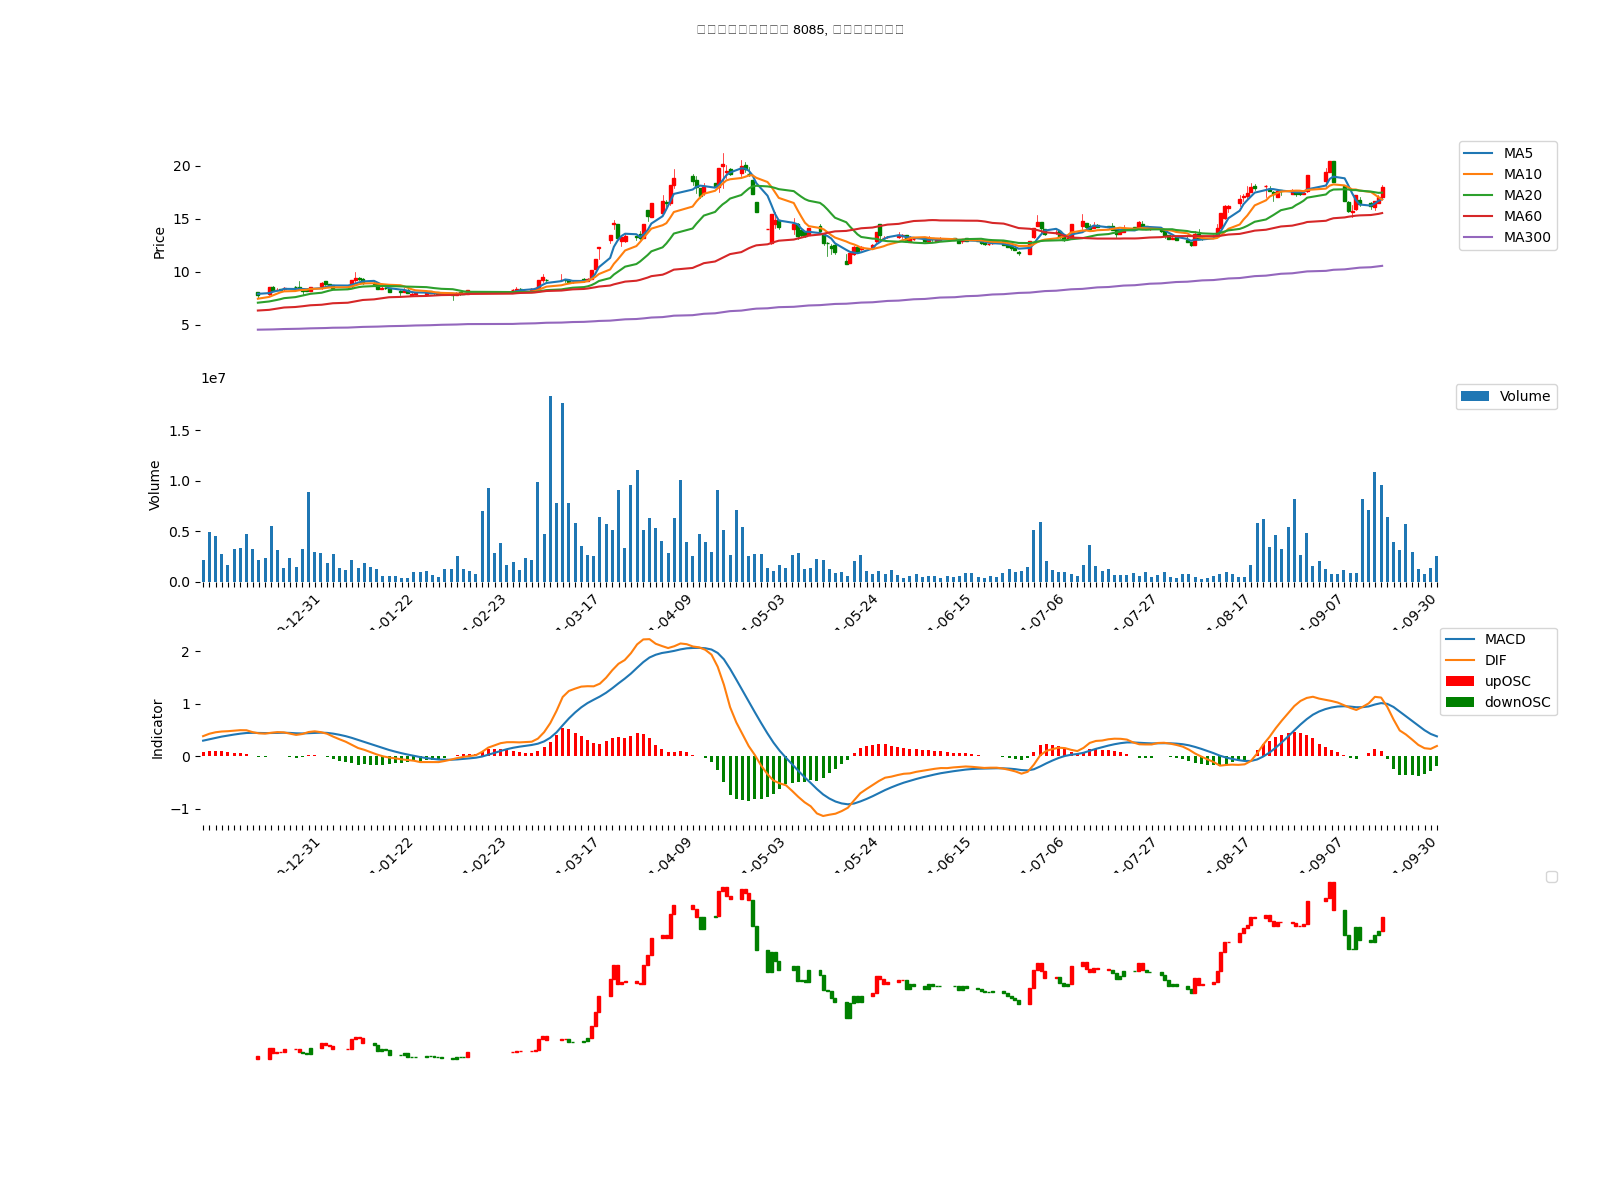 8085,
20
15
10
5
Price
MA5
MA10
MA20
MA60
MA300
1e7
1.5
1.0
0.5
0.0
Volume
Volume
-12-31
-01-22
-02-23
-03-17
-04-09
-05-03
-05-24
-06-15
-07-06
-07-27
-08-17
-09-07
-09-30
2
1
0
−1
Indicator
MACD
DIF
upOSC
downOSC
-12-31
-01-22
-02-23
-03-17
-04-09
-05-03
-05-24
-06-15
-07-06
-07-27
-08-17
-09-07
-09-30